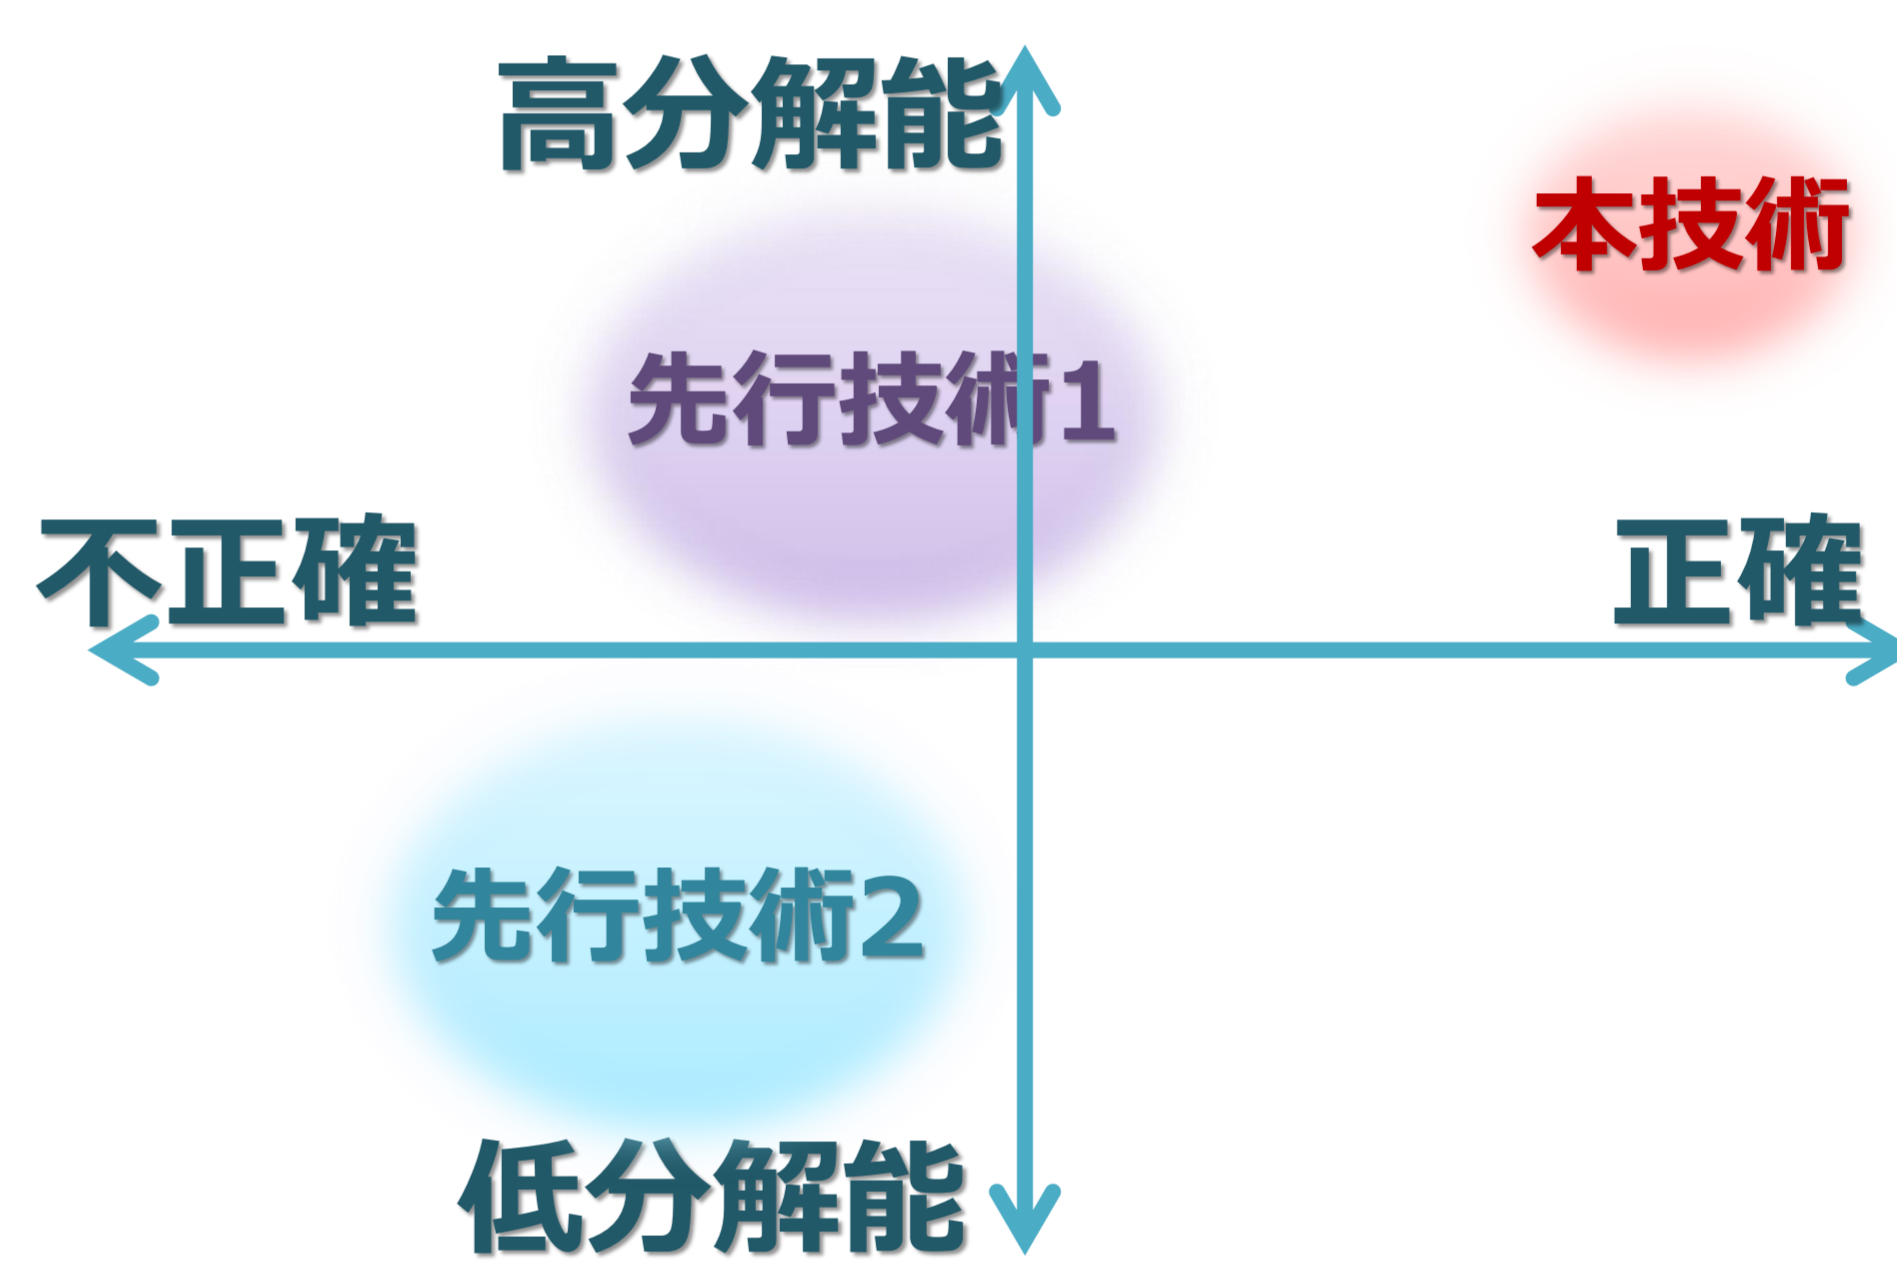 高分解能
本技術
先行技術1
不正確
正確
先行技術2
低分解能